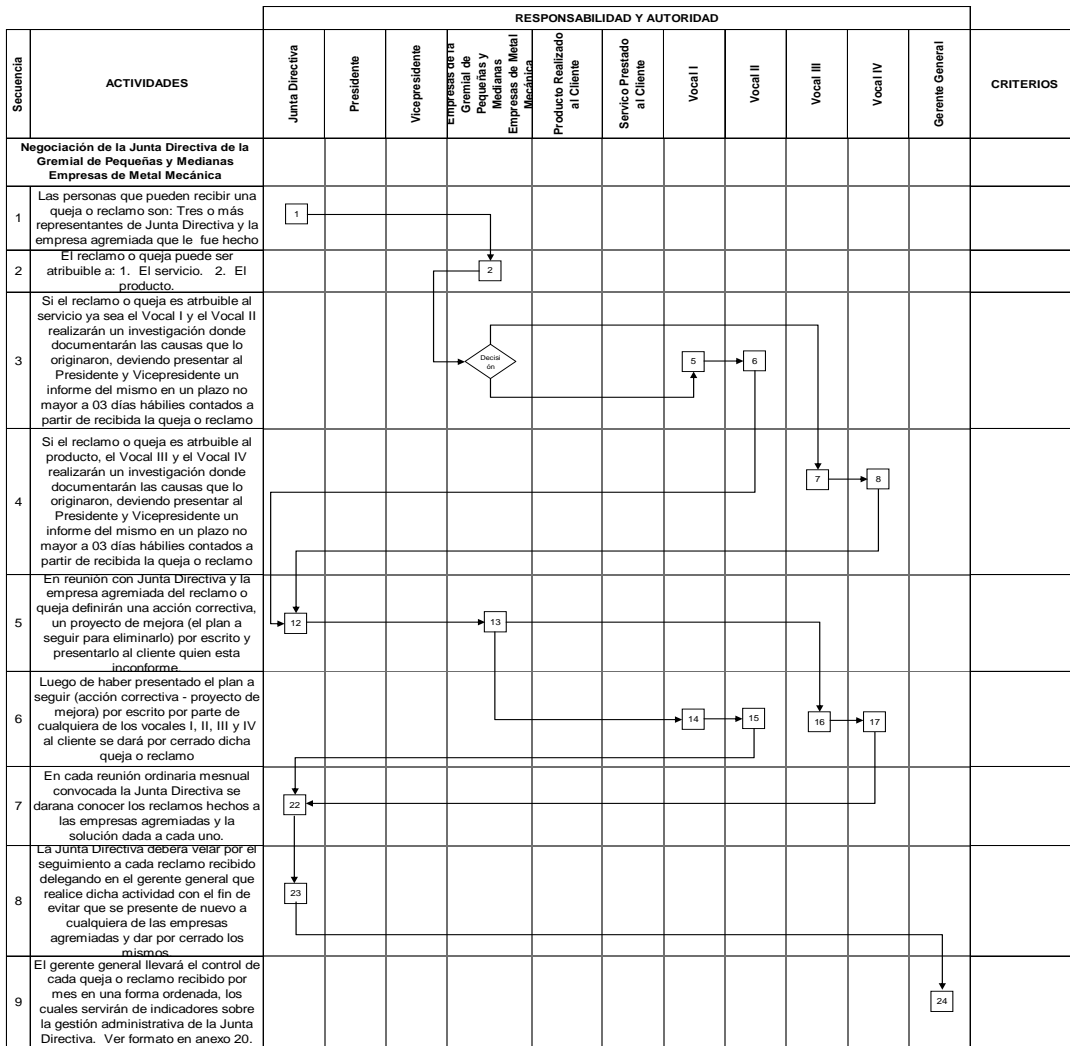 RESPONSABILIDAD Y AUTORIDAD
Secuencia
ACTIVIDADES
Junta Directiva
Presidente
Vicepresidente
Empresas de la
Gremial de
Pequeñas y
Medianas
Empresas de Metal
Mecánica
Producto Realizado
al Cliente
Servico Prestado
al Cliente
Vocal I
Vocal II
Vocal III
Vocal IV
Gerente General
CRITERIOS
Negociación de la Junta Directiva de la
Gremial de Pequeñas y Medianas
Empresas de Metal Mecánica
1
Las personas que pueden recibir una
queja o reclamo son: Tres o más
representantes de Junta Directiva y la
empresa agremiada que le fue hecho
1
2
El reclamo o queja puede ser
atribuible a: 1. El servicio. 2. El
producto.
2
3
Si el reclamo o queja es atrbuible al
servicio ya sea el Vocal I y el Vocal II
realizarán un investigación donde
documentarán las causas que lo
originaron, deviendo presentar al
Presidente y Vicepresidente un
informe del mismo en un plazo no
mayor a 03 días hábilies contados a
partir de recibida la queja o reclamo
Decisi
ón
5
6
4
Si el reclamo o queja es atrbuible al
producto, el Vocal III y el Vocal IV
realizarán un investigación donde
documentarán las causas que lo
originaron, deviendo presentar al
Presidente y Vicepresidente un
informe del mismo en un plazo no
mayor a 03 días hábilies contados a
partir de recibida la queja o reclamo
7
8
5
En reunión con Junta Directiva y la
empresa agremiada del reclamo o
queja definirán una acción correctiva,
un proyecto de mejora (el plan a
seguir para eliminarlo) por escrito y
presentarlo al cliente quien esta
inconforme.
12
13
6
Luego de haber presentado el plan a
seguir (acción correctiva - proyecto de
mejora) por escrito por parte de
cualquiera de los vocales I, II, III y IV
al cliente se dará por cerrado dicha
queja o reclamo
14
15
16
17
7
En cada reunión ordinaria mesnual
convocada la Junta Directiva se
darana conocer los reclamos hechos a
las empresas agremiadas y la
solución dada a cada uno.
22
8
La Junta Directiva deberá velar por el
seguimiento a cada reclamo recibido
delegando en el gerente general que
realice dicha actividad con el fin de
evitar que se presente de nuevo a
cualquiera de las empresas
agremiadas y dar por cerrado los
mismos.
23
9
El gerente general llevará el control de
cada queja o reclamo recibido por
mes en una forma ordenada, los
cuales servirán de indicadores sobre
la gestión administrativa de la Junta
Directiva. Ver formato en anexo 20.
24